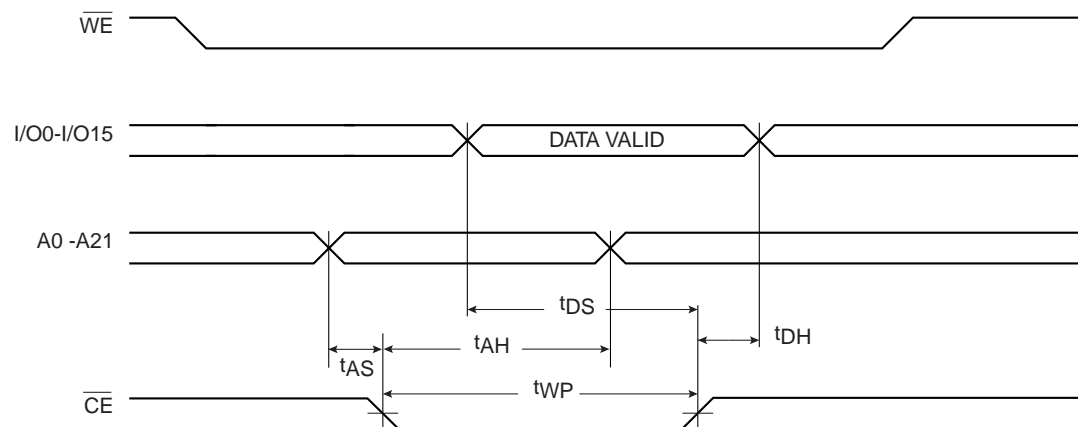 WE
I/O0-I/O15
DATA VALID
A0 -A21
tDS
tDH
tAH
tAS
tWP
CE